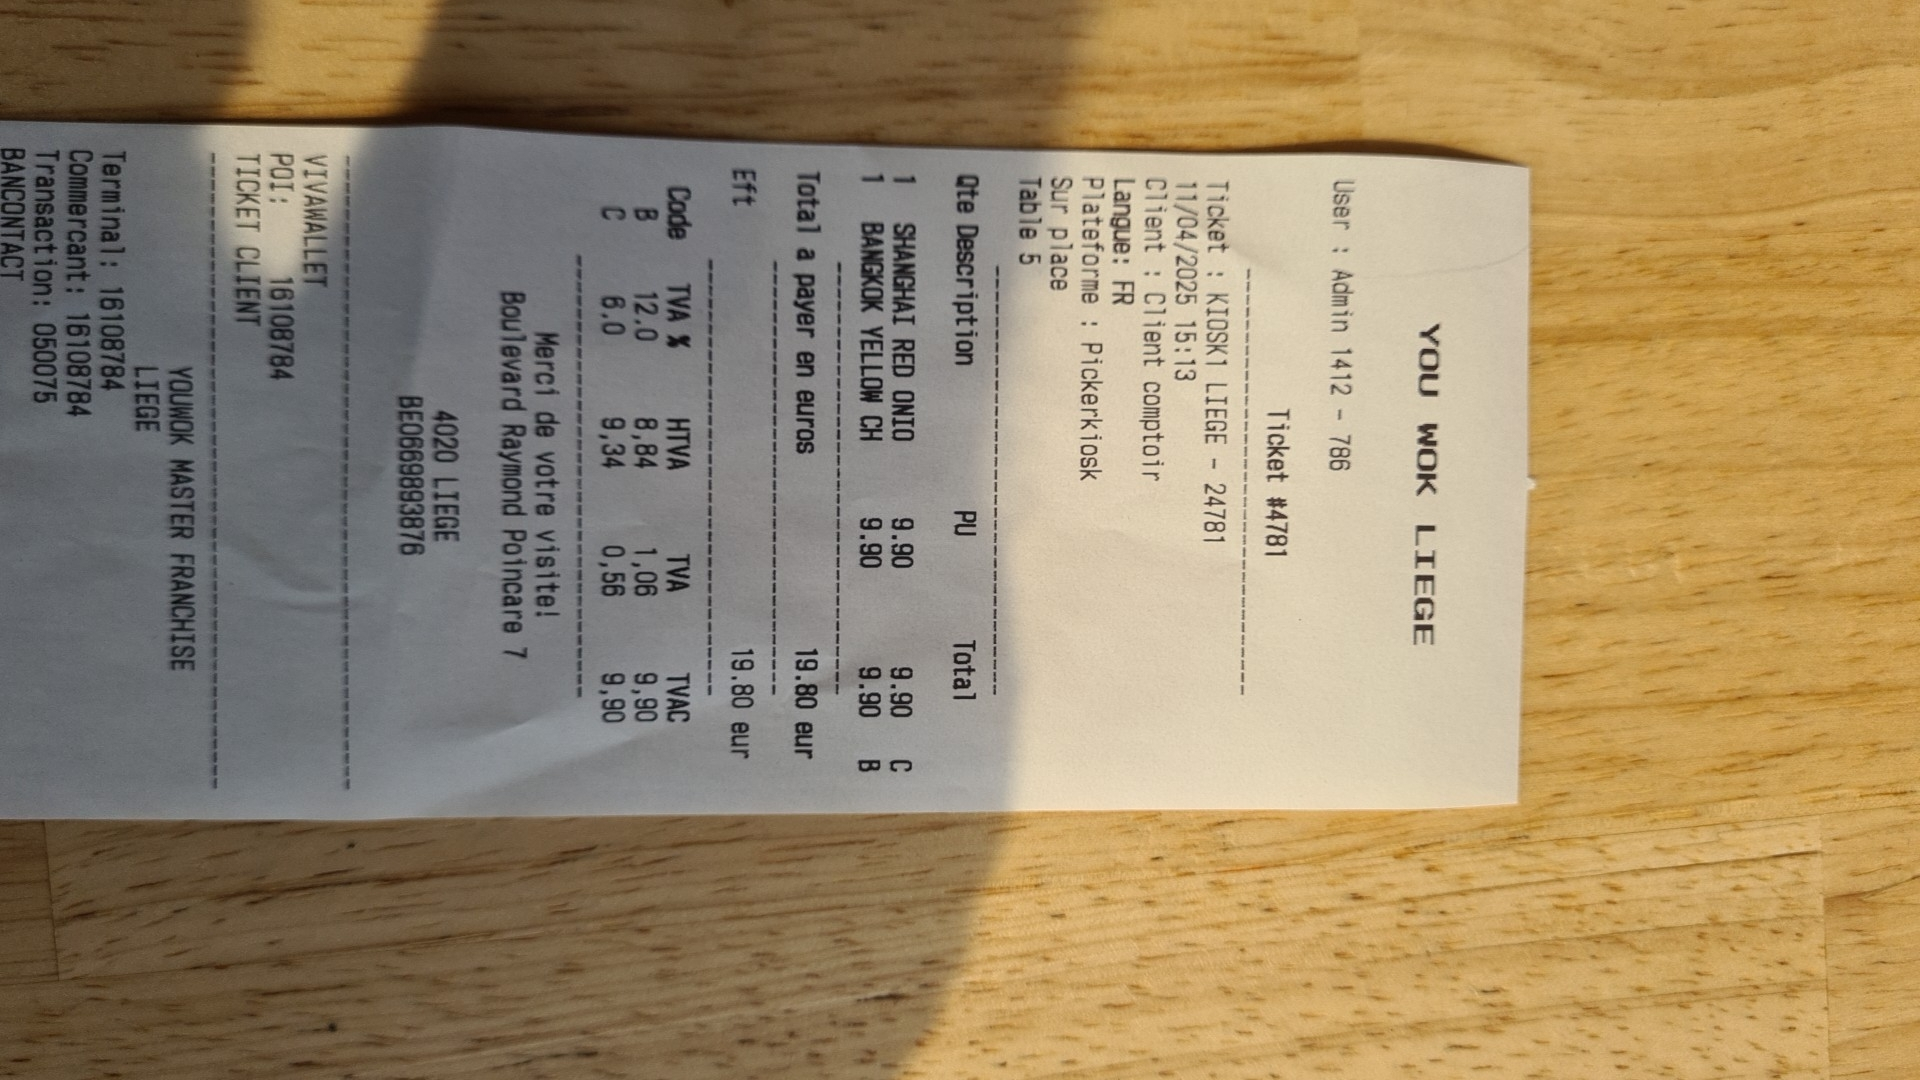 YOU WOK LIEGE
User : Admin 1412 - 786
Ticket #4781
Ticket : KIOSK1 LIEGE - 24781
11/04/2025 15:13
Client : Client comptoir
Langue: FR
Plateforme : Pickerkiosk
Sur place
Table 5
Qte Description PU Total
1 SHANGHAI RED ONIO 9.90 9.90 C
1 BANGKOK YELLOW CH 9.90 9.90 B
Total a payer en euros 19.80 eur
Eft 19.80 eur
Code TVA % HTVA TVA TVAC
B 12.0 8,84 1,06 9,90
C 6.0 9,34 0,56 9,90
Merci de votre visite!
Boulevard Raymond Poincare 7
4020 LIEGE
BE0669893876
VIVAWALLET
POI: 16108784
TICKET CLIENT
YOUWOK MASTER FRANCHISE
LIEGE
Terminal: 16108784
Commercant: 16108784
Transaction: 050075
BANCONTACT